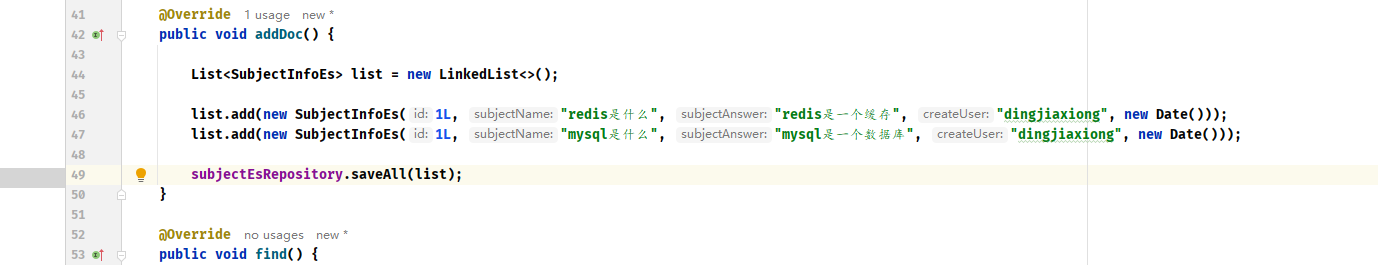 41 @Override 1 usage new *
42 public void addDoc() {
43
44 List<SubjectInfoEs> list = new LinkedList<>();
45
46 list.add(new SubjectInfoEs( id: 1L, subjectName: "redis是什么", subjectAnswer: "redis是一个缓存", createUser: "dingjiaxiong", new Date()));
47 list.add(new SubjectInfoEs( id: 1L, subjectName: "mysql是什么", subjectAnswer: "mysql是一个数据库", createUser: "dingjiaxiong", new Date()));
48
49 subjectEsRepository.saveAll(list);
50 }
51
52 @Override no usages new *
53 public void find() {